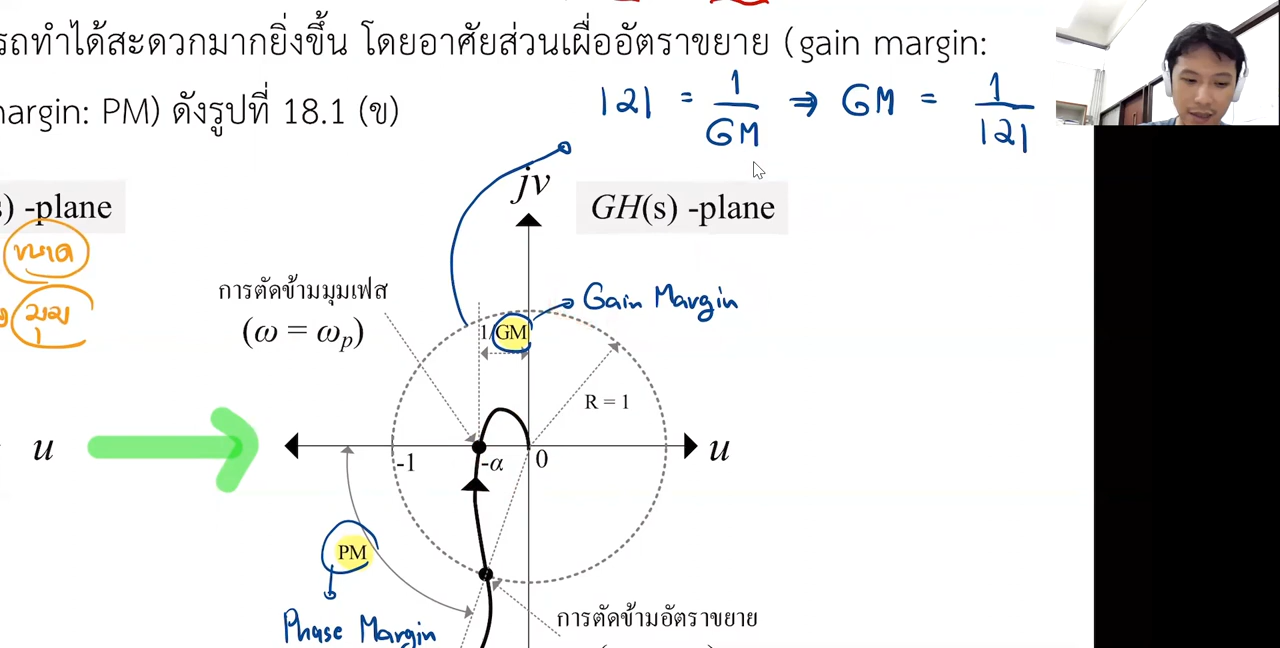 รถทำได้สะดวกมากยิ่งขึ้น โดยอาศัยส่วนเผื่ออัตราขยาย (gain margin:
margin: PM) ดังรูปที่ 18.1 (ข)
|2| = 1/GM ⇒ GM = 1/|2|
s) -plane
jv
GH(s) -plane
ขนาด
มุม
การตัดข้ามมุมเฟส
(ω = ωp)
Gain Margin
1/GM
R = 1
u
-1
-α
0
u
PM
การตัดข้ามอัตราขยาย
Phase Margin